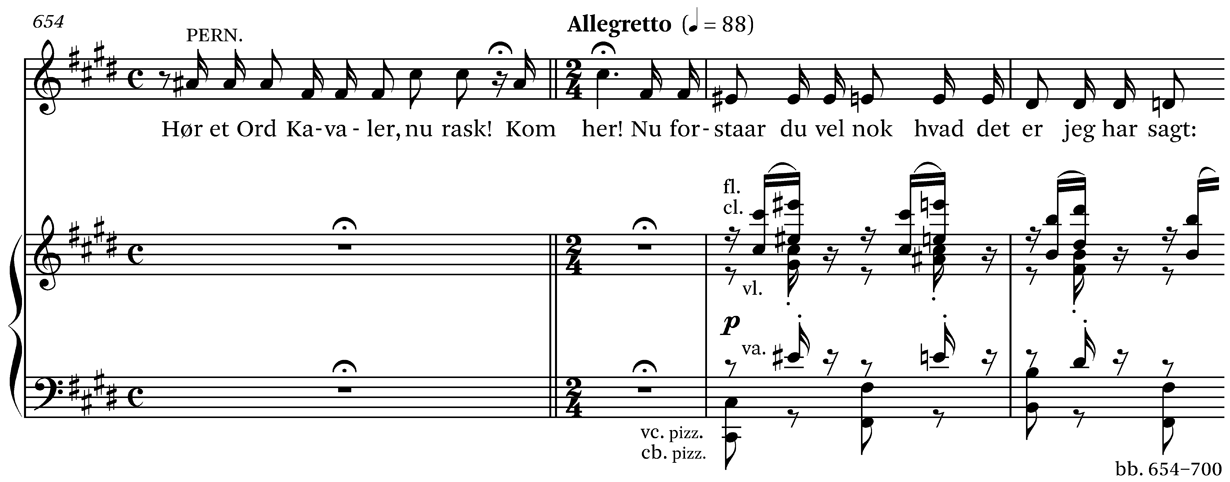 654
Allegretto (♩ = 88)
PERN.
Hør et Ord Ka-va-ler, nu rask! Kom her! Nu for-staar du vel nok hvad det er jeg har sagt:
fl.
cl.
vl.
p
va.
vc. pizz.
cb. pizz.
bb. 654–700